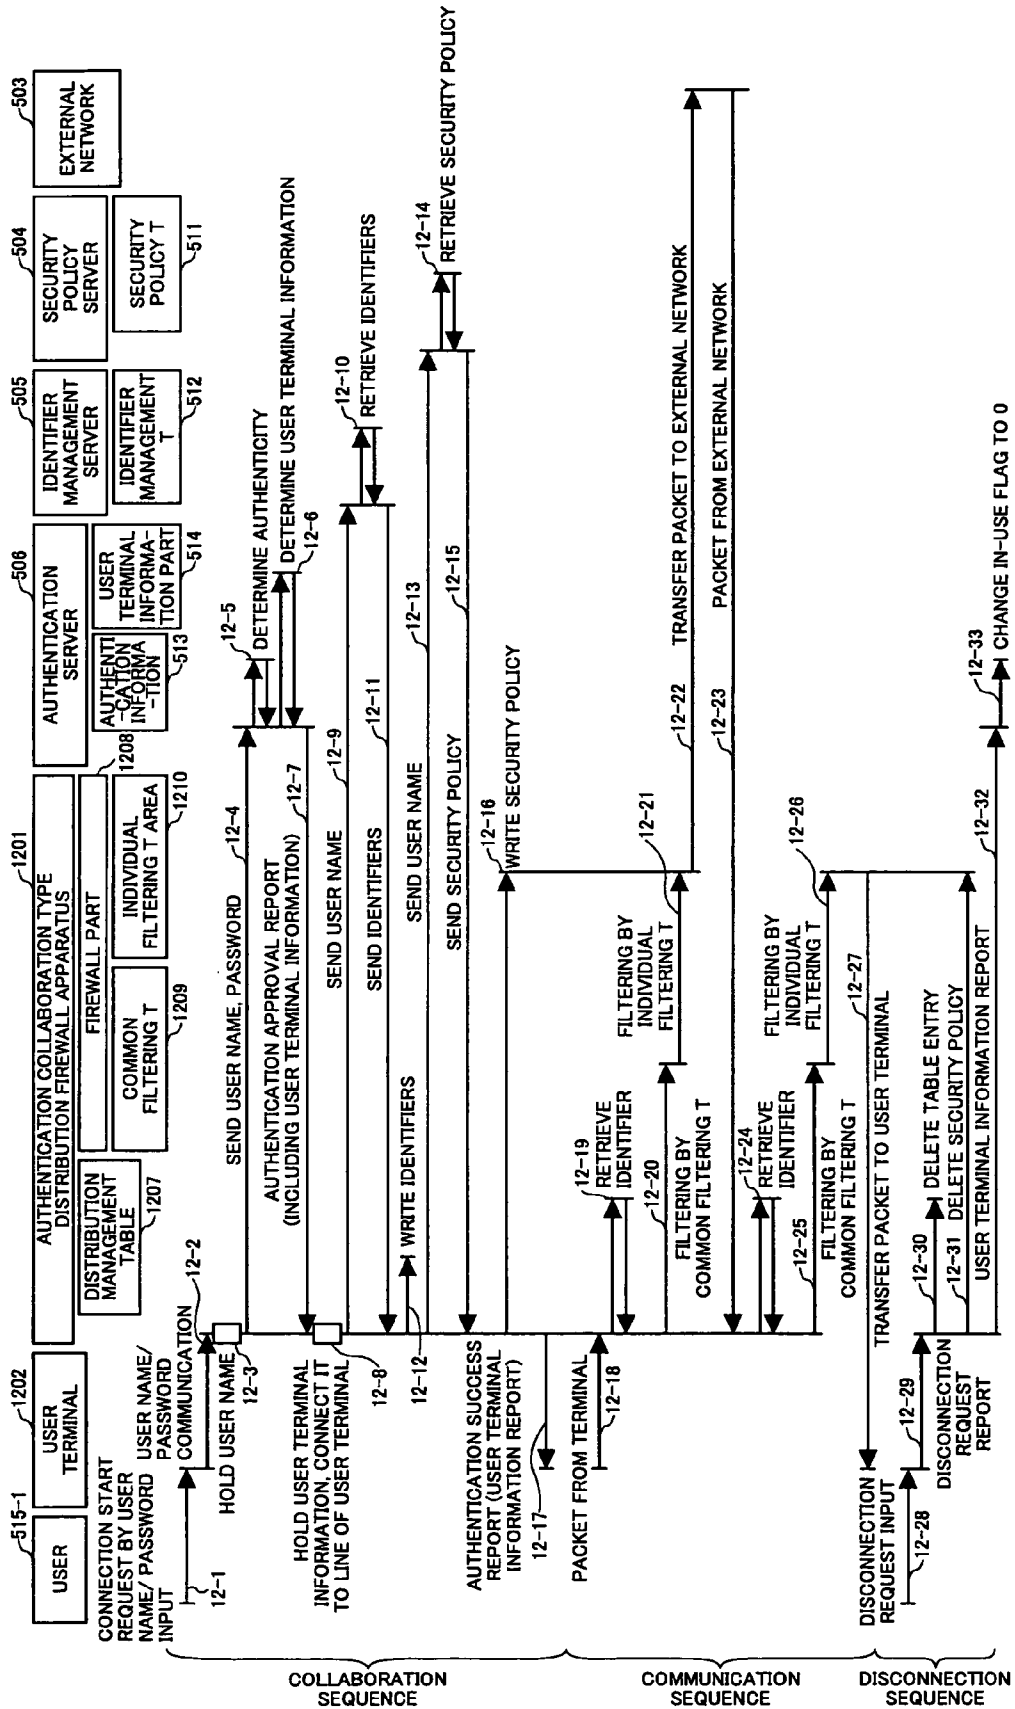 515-1
USER
1202
USER
TERMINAL
1201
AUTHENTICATION COLLABORATION TYPE
DISTRIBUTION FIREWALL APPARATUS
DISTRIBUTION
MANAGEMENT
TABLE
1207
FIREWALL PART
1208
COMMON
FILTERING T
1209
INDIVIDUAL
FILTERING T AREA
1210
506
AUTHENTICATION
SERVER
AUTHENTI
-CATION
INFORMA
-TION
513
USER
TERMINAL
INFORMA-
TION PART
514
505
IDENTIFIER
MANAGEMENT
SERVER
IDENTIFIER
MANAGEMENT
T
512
504
SECURITY
POLICY
SERVER
SECURITY
POLICY T
511
503
EXTERNAL
NETWORK
CONNECTION START
REQUEST BY USER
NAME/ PASSWORD
INPUT
12-1
USER NAME/
PASSWORD
COMMUNICATION
12-2
HOLD USER NAME
12-3
SEND USER NAME, PASSWORD
12-4
12-5
DETERMINE AUTHENTICITY
DETERMINE USER TERMINAL INFORMATION
12-6
AUTHENTICATION APPROVAL REPORT
(INCLUDING USER TERMINAL INFORMATION)
12-7
HOLD USER TERMINAL
INFORMATION, CONNECT IT
TO LINE OF USER TERMINAL
12-8
SEND USER NAME
12-9
12-10
RETRIEVE IDENTIFIERS
SEND IDENTIFIERS
12-11
WRITE IDENTIFIERS
12-12
SEND USER NAME
12-13
12-14
RETRIEVE SECURITY POLICY
SEND SECURITY POLICY
12-15
12-16
WRITE SECURITY POLICY
AUTHENTICATION SUCCESS
REPORT (USER TERMINAL
INFORMATION REPORT)
12-17
PACKET FROM TERMINAL
12-18
12-19
RETRIEVE
IDENTIFIER
12-20
FILTERING BY
COMMON FILTERING T
FILTERING BY
INDIVIDUAL
FILTERING T
12-21
12-22
TRANSFER PACKET TO EXTERNAL NETWORK
12-23
PACKET FROM EXTERNAL NETWORK
12-24
RETRIEVE
IDENTIFIER
12-25
FILTERING BY
COMMON FILTERING T
FILTERING BY
INDIVIDUAL
FILTERING T
12-26
TRANSFER PACKET TO USER TERMINAL
12-27
DISCONNECTION
REQUEST INPUT
12-28
12-29
DISCONNECTION
REQUEST
REPORT
12-30
DELETE TABLE ENTRY
12-31
DELETE SECURITY POLICY
USER TERMINAL INFORMATION REPORT
12-32
12-33
CHANGE IN-USE FLAG TO 0
COLLABORATION
SEQUENCE
COMMUNICATION
SEQUENCE
DISCONNECTION
SEQUENCE